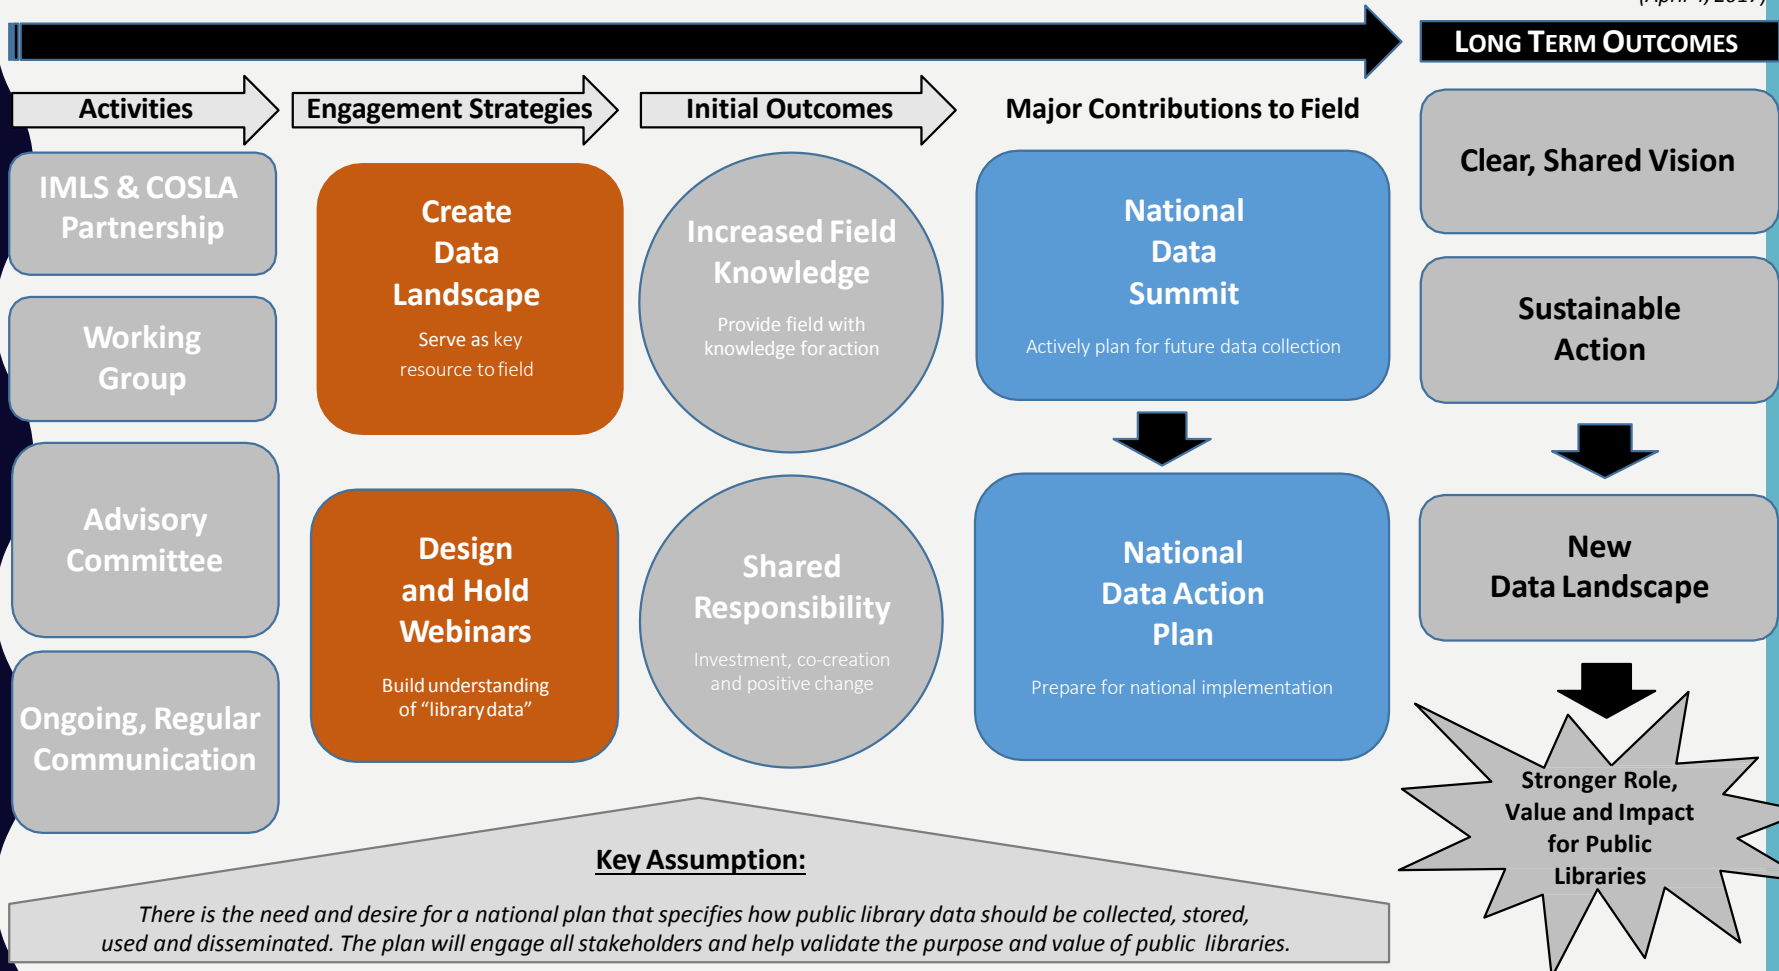 LONG TERM OUTCOMES
Activities
Engagement Strategies
Initial Outcomes
Major Contributions to Field
IMLS & COSLA
Partnership
Working
Group
Advisory
Committee
Ongoing, Regular
Communication
Create
Data
Landscape
Serve as key
resource to field
Design
and Hold
Webinars
Build understanding
of “library data”
Increased Field
Knowledge
Provide field with
knowledge for action
Shared
Responsibility
Investment, co-creation
and positive change
National
Data
Summit
Actively plan for future data collection
National
Data Action
Plan
Prepare for national implementation
Clear, Shared Vision
Sustainable
Action
New
Data Landscape
Stronger Role,
Value and Impact
for Public
Libraries
Key Assumption:
There is the need and desire for a national plan that specifies how public library data should be collected, stored,
used and disseminated. The plan will engage all stakeholders and help validate the purpose and value of public libraries.